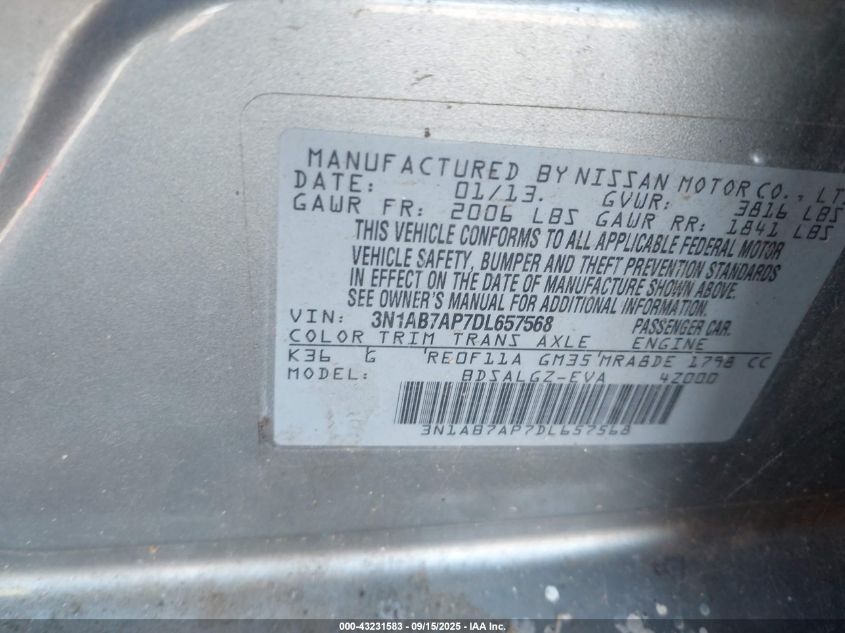 MANUFACTURED BY NISSAN MOTOR CO., LT
DATE: 01/13. GVWR: 3816 LBS
GAWR FR: 2006 LBS GAWR RR: 1841 LBS
THIS VEHICLE CONFORMS TO ALL APPLICABLE FEDERAL MOTOR
VEHICLE SAFETY, BUMPER AND THEFT PREVENTION STANDARDS
IN EFFECT ON THE DATE OF MANUFACTURE SHOWN ABOVE.
SEE OWNER'S MANUAL FOR ADDITIONAL INFORMATION.
VIN: 3N1AB7AP7DL657568 PASSENGER CAR.
COLOR TRIM TRANS AXLE ENGINE
K36 G RE0F11A GM35 MRA8DE 1798 CC
MODEL: BDSALGZ-EVA 4Z000
3N1AB7AP7DL657568
000-43231583 - 09/15/2025 - IAA Inc.